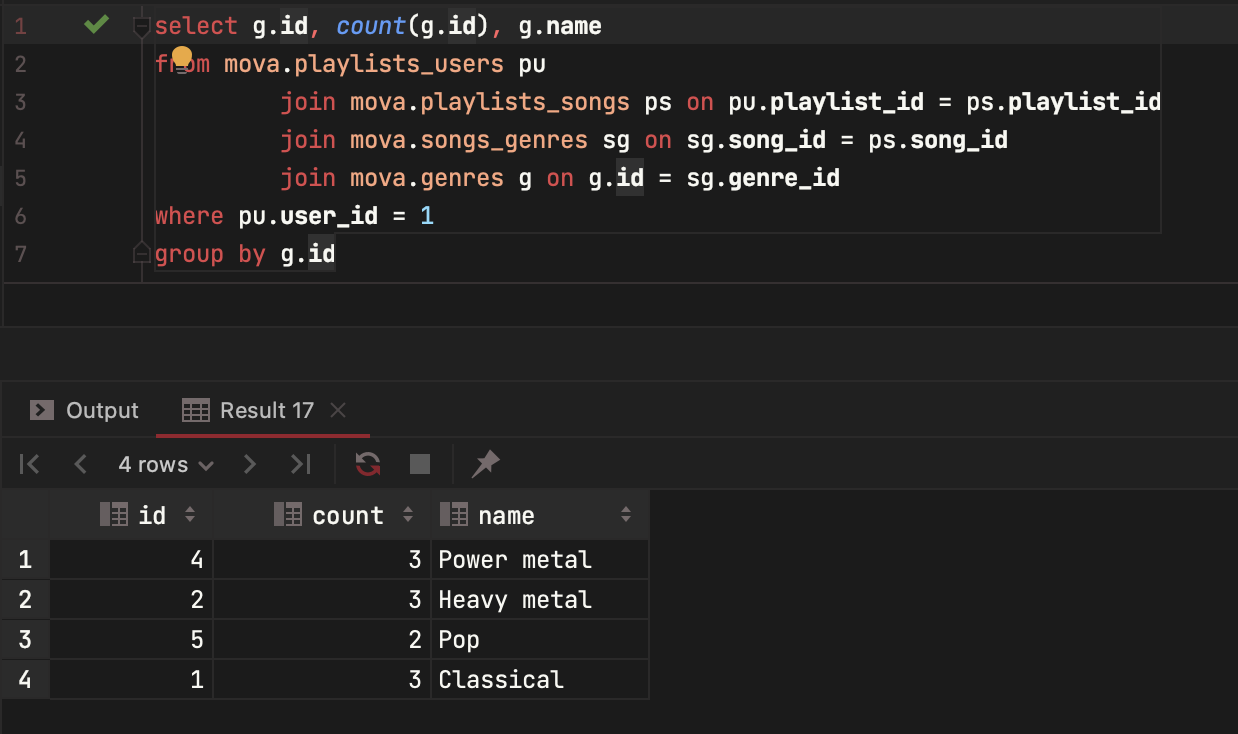 1 select g.id, count(g.id), g.name
2 from mova.playlists_users pu
3 join mova.playlists_songs ps on pu.playlist_id = ps.playlist_id
4 join mova.songs_genres sg on sg.song_id = ps.song_id
5 join mova.genres g on g.id = sg.genre_id
6 where pu.user_id = 1
7 group by g.id
Output Result 17
4 rows
id count name
1 4 3 Power metal
2 2 3 Heavy metal
3 5 2 Pop
4 1 3 Classical